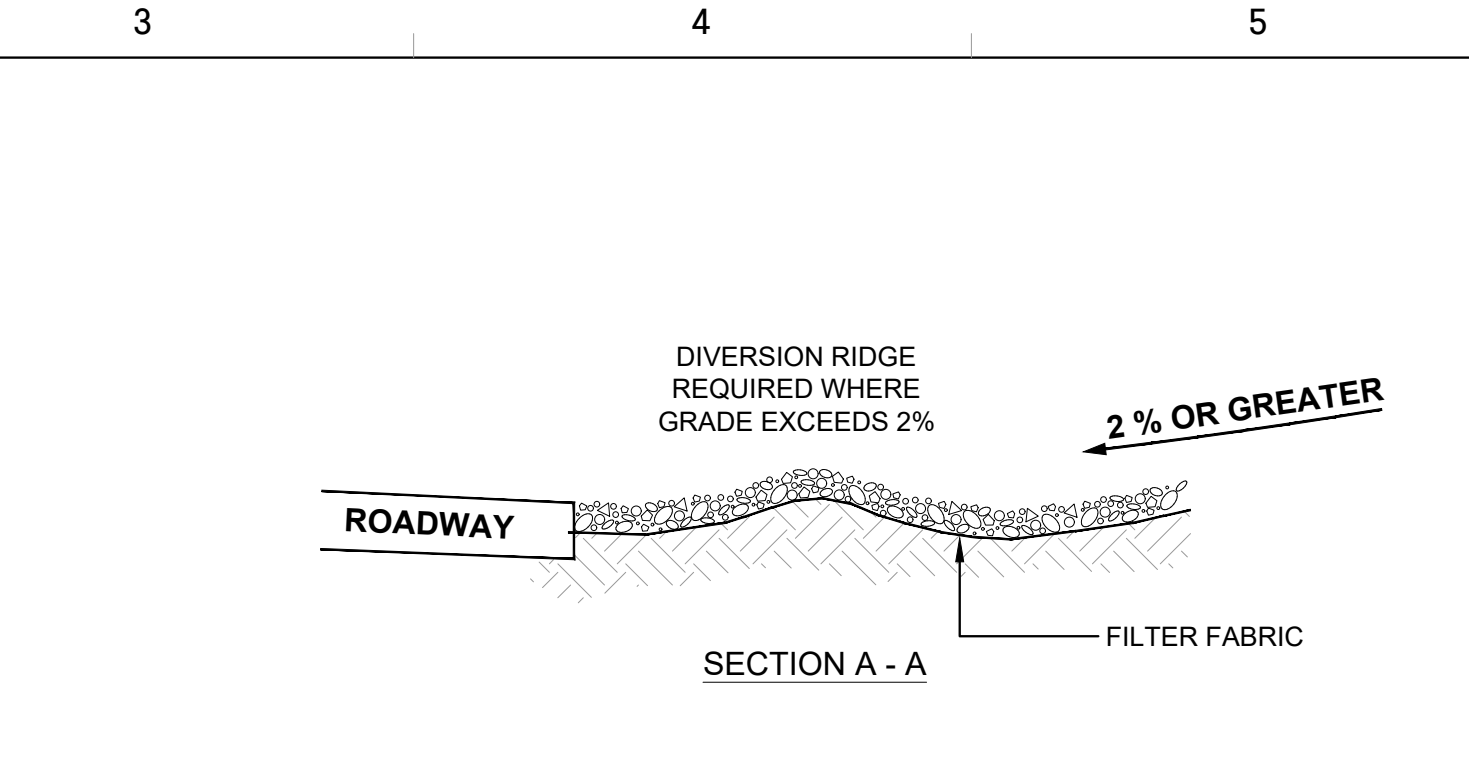 3
4
5
DIVERSION RIDGE
REQUIRED WHERE
GRADE EXCEEDS 2%
2 % OR GREATER
ROADWAY
FILTER FABRIC
SECTION A - A